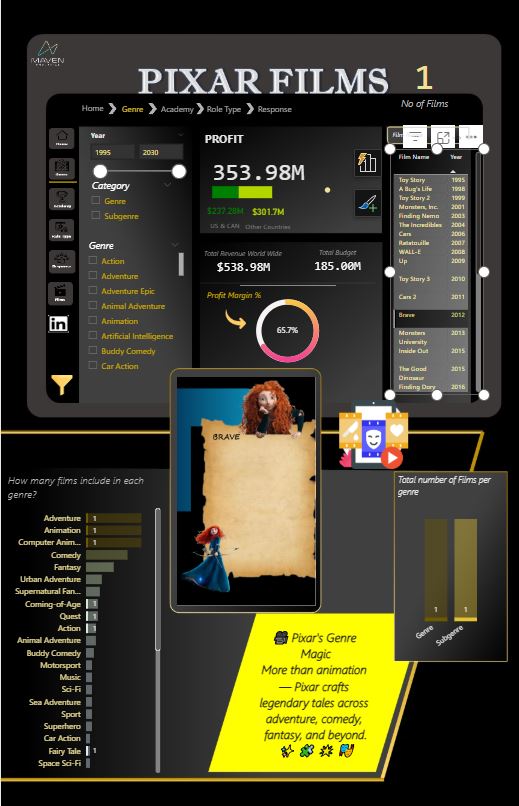 MAVEN
ANALYTICS
PIXAR FILMS
1
No of Films
Home
Genre
Academy
Role Type
Response
Year
1995
2030
Category
Genre
Subgenre
Genre
Action
Adventure
Adventure Epic
Animal Adventure
Animation
Artificial Intelligence
Buddy Comedy
Car Action
PROFIT
353.98M
$237.28M
$301.7M
US & CAN
Other Countries
Total Revenue World Wide
$538.98M
Total Budget
185.00M
Profit Margin %
65.7%
Film Name Year
Toy Story 1995
A Bug's Life 1998
Toy Story 2 1999
Monsters, Inc. 2001
Finding Nemo 2003
The Incredibles 2004
Cars 2006
Ratatouille 2007
WALL-E 2008
Up 2009
Toy Story 3 2010
Cars 2 2011
Brave 2012
Monsters 2013
University
Inside Out 2015
The Good 2015
Dinosaur
Finding Dory 2016
BRAVE
How many films include in each
genre?
Adventure 1
Animation 1
Computer Anim... 1
Comedy
Fantasy
Urban Adventure
Supernatural Fan...
Coming-of-Age 1
Quest 1
Action 1
Animal Adventure
Buddy Comedy
Motorsport
Music
Sci-Fi
Sea Adventure
Sport
Superhero
Car Action
Fairy Tale 1
Space Sci-Fi
Total number of Films per
genre
1
1
Genre
Subgenre
🎬 Pixar's Genre
Magic
More than animation
— Pixar crafts
legendary tales across
adventure, comedy,
fantasy, and beyond.